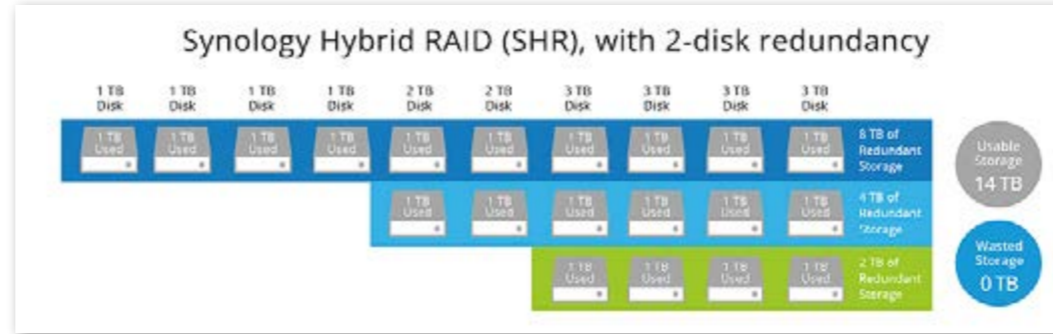 Synology Hybrid RAID (SHR), with 2-disk redundancy
1 TB 1 TB 1 TB 1 TB 2 TB 2 TB 3 TB 3 TB 3 TB 3 TB
Disk Disk Disk Disk Disk Disk Disk Disk Disk Disk
1 TB 1 TB 1 TB 1 TB 1 TB 1 TB 1 TB 1 TB 1 TB 1 TB
Used Used Used Used Used Used Used Used Used Used
8 TB of
Redundant
Storage
1 TB 1 TB 1 TB 1 TB 1 TB 1 TB
Used Used Used Used Used Used
4 TB of
Redundant
Storage
1 TB 1 TB 1 TB 1 TB
Used Used Used Used
2 TB of
Redundant
Storage
Usable
Storage
14 TB
Wasted
Storage
0 TB